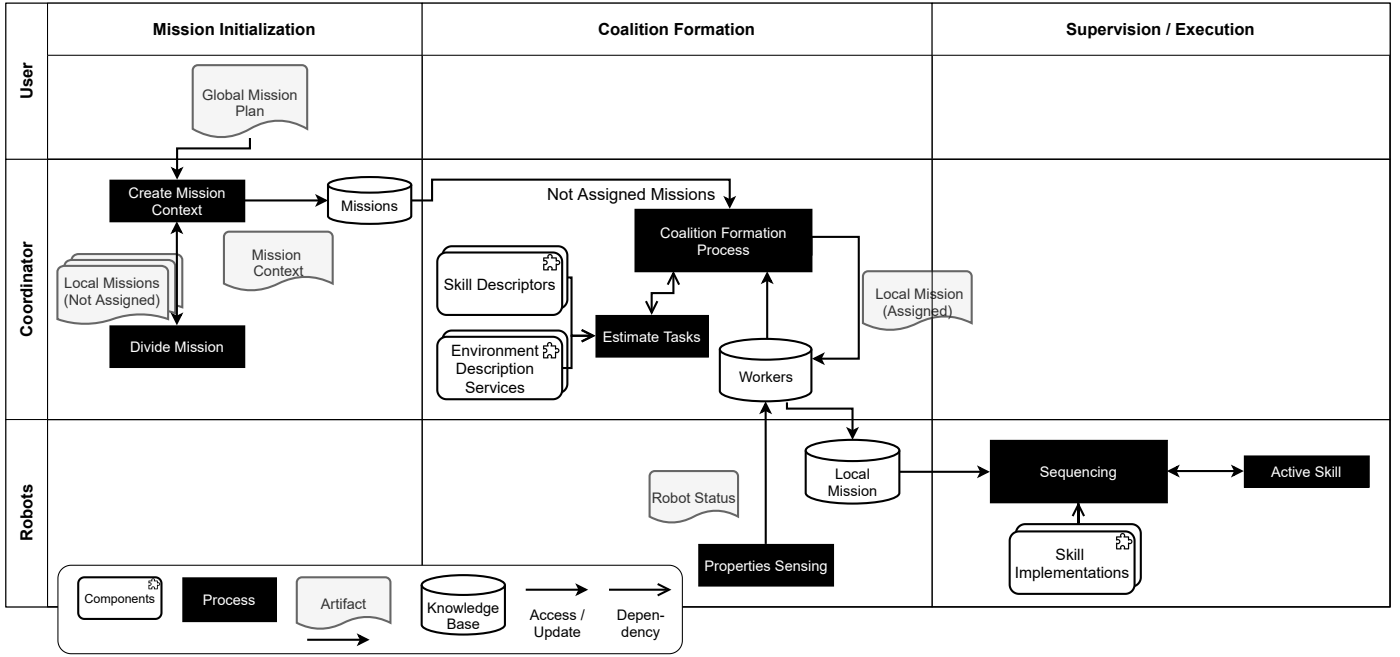 Mission Initialization
Coalition Formation
Supervision / Execution
User
Global Mission
Plan
Coordinator
Create Mission
Context
Missions
Not Assigned Missions
Coalition Formation
Process
Mission
Context
Local Missions
(Not Assigned)
Divide Mission
Skill Descriptors
Environment
Description
Services
Estimate Tasks
Workers
Local Mission
(Assigned)
Robots
Robot Status
Properties Sensing
Local
Mission
Sequencing
Active Skill
Skill
Implementations
Components
Process
Artifact
Knowledge
Base
Access /
Update
Depen-
dency